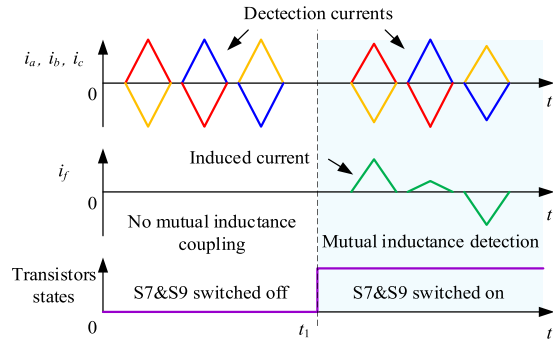 Dectection currents
i_a, i_b, i_c
0
t
Induced current
i_f
0
t
No mutual inductance
coupling
Mutual inductance detection
Transistors
states
S7&S9 switched off
S7&S9 switched on
0
t_1
t